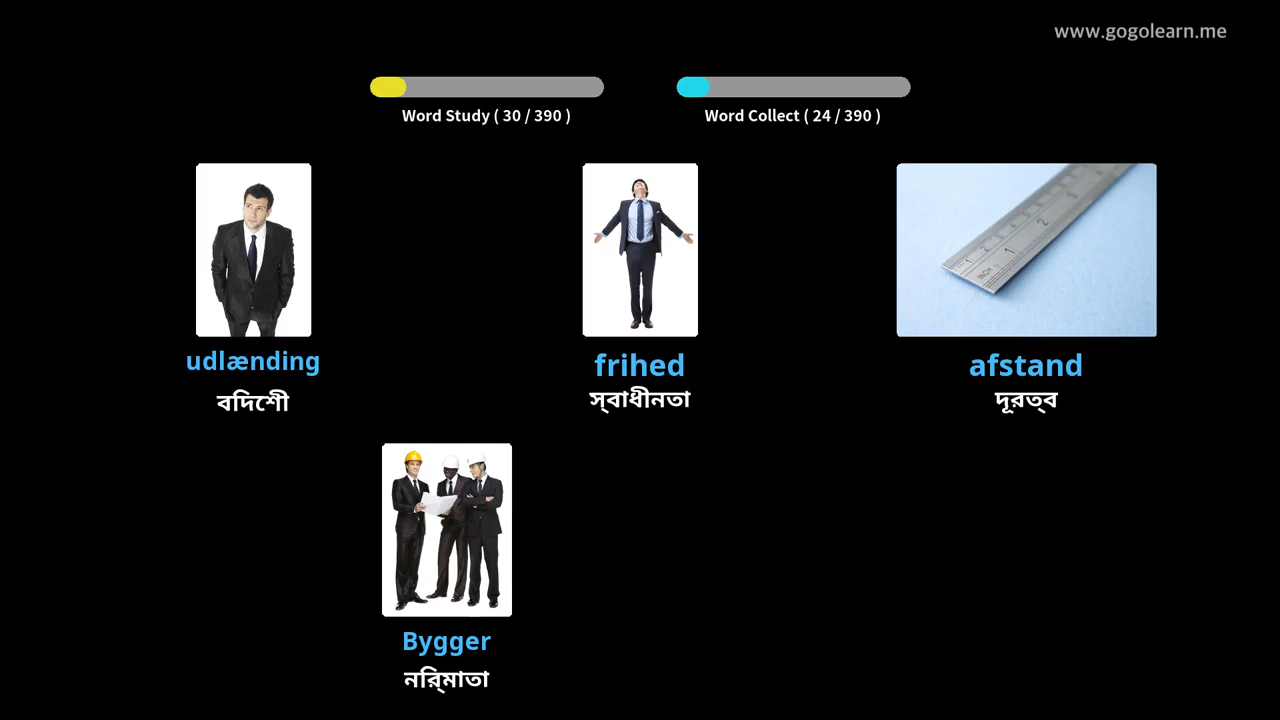 www.gogolearn.me
Word Study ( 30 / 390 )
Word Collect ( 24 / 390 )
udlænding
frihed
afstand
বিদেশী
স্বাধীনতা
দূরত্ব
Bygger
নির্মাতা